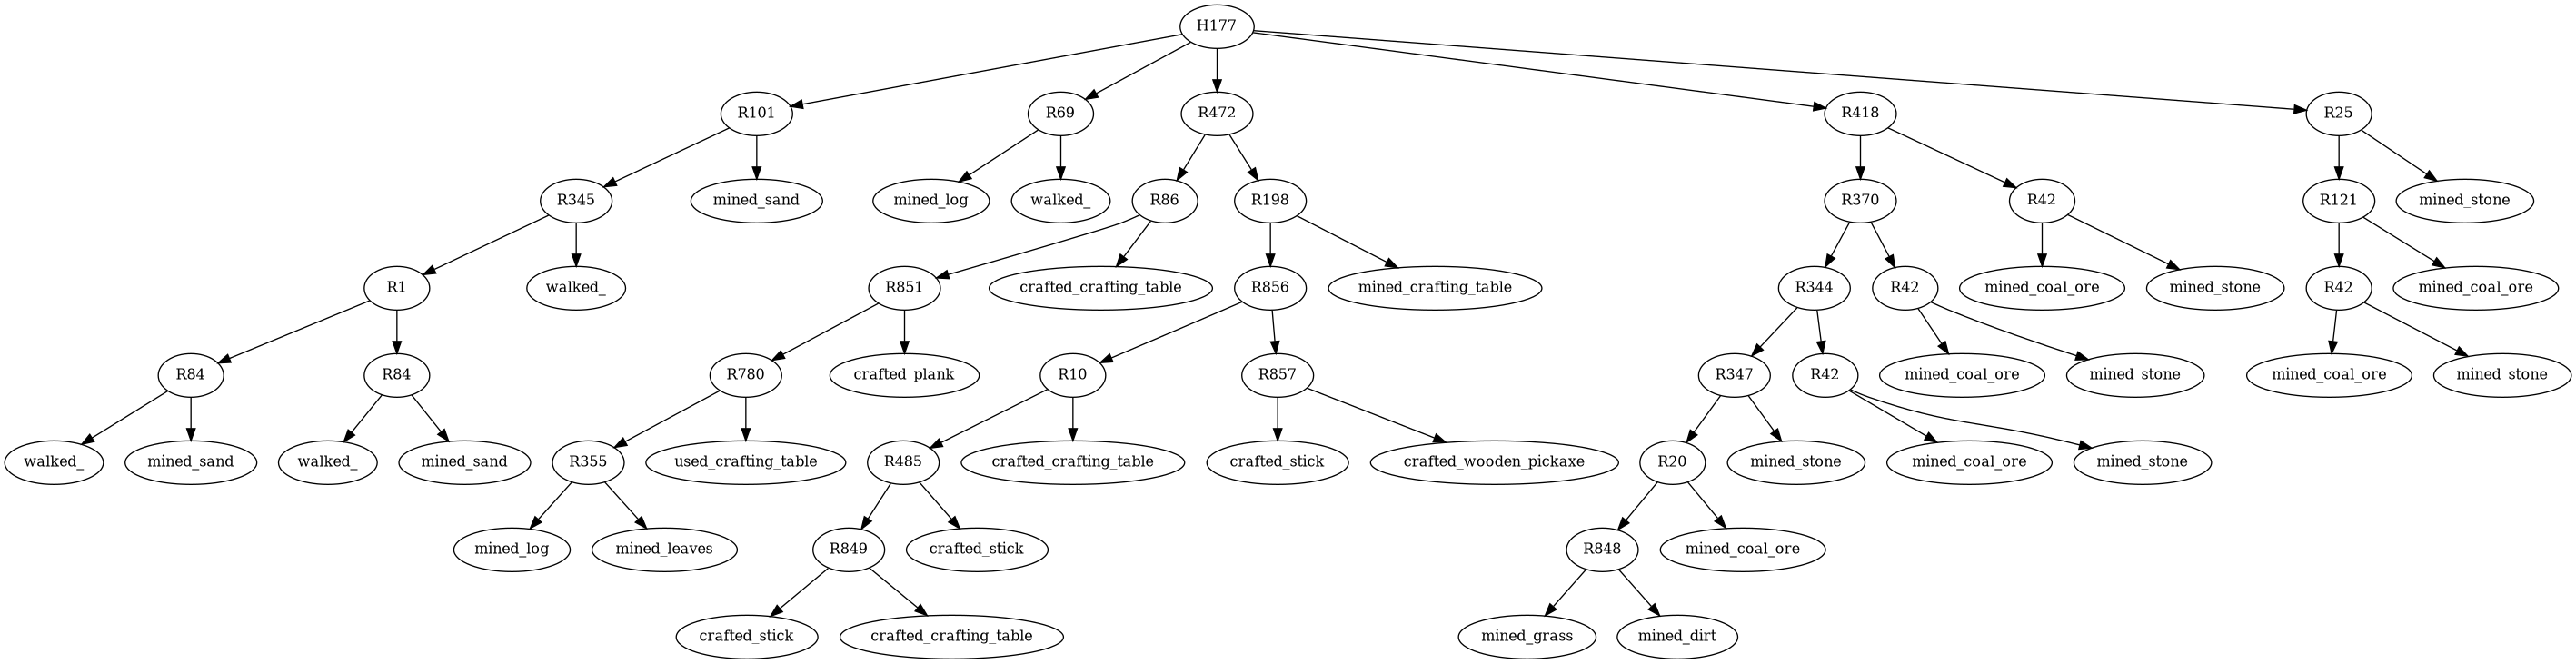 H177
R101
R69
R472
R418
R25
R345
mined_sand
mined_log
walked_
R86
R198
R370
R42
R121
mined_stone
R1
walked_
R851
crafted_crafting_table
R856
mined_crafting_table
R344
R42
mined_coal_ore
mined_stone
R42
mined_coal_ore
R84
R84
R780
crafted_plank
R10
R857
R347
R42
mined_coal_ore
mined_stone
mined_coal_ore
mined_stone
walked_
mined_sand
walked_
mined_sand
R355
used_crafting_table
R485
crafted_crafting_table
crafted_stick
crafted_wooden_pickaxe
R20
mined_stone
mined_coal_ore
mined_stone
mined_log
mined_leaves
R849
crafted_stick
R848
mined_coal_ore
crafted_stick
crafted_crafting_table
mined_grass
mined_dirt